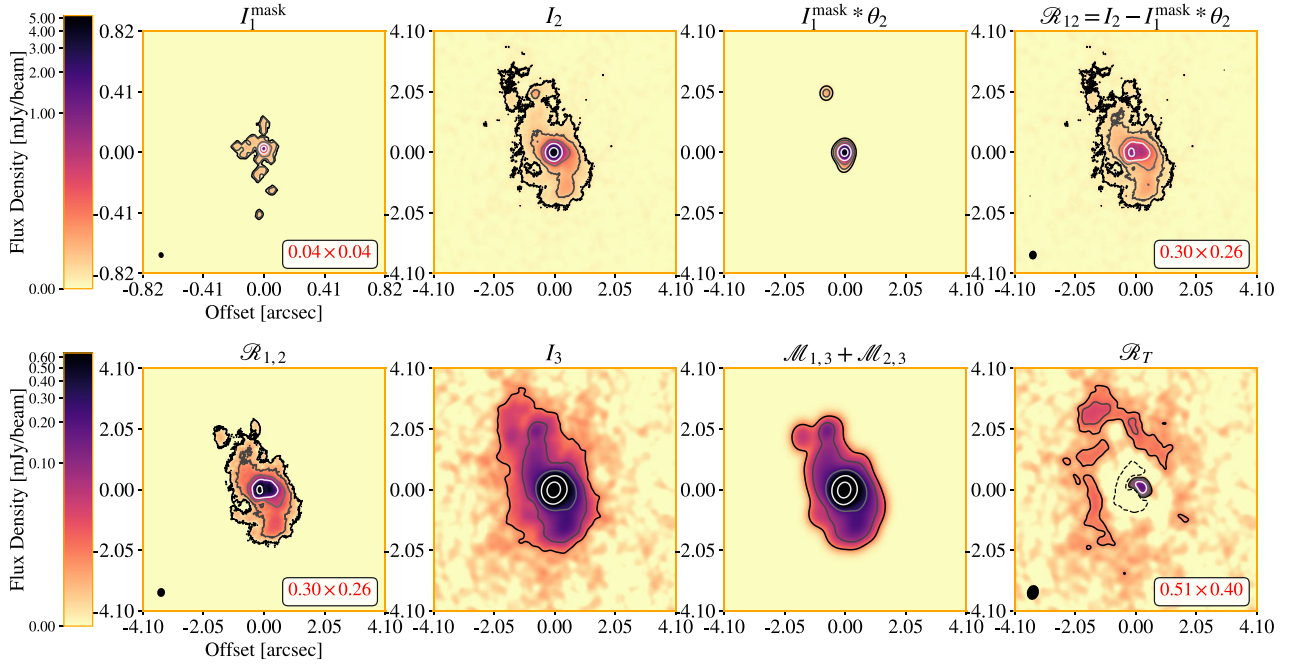 Flux Density [mJy/beam]
5.00
4.00
3.00
2.00
1.00
0.00
I_1^mask
0.82
0.41
0.00
-0.41
-0.82
0.04 × 0.04
-0.82 -0.41 0.00 0.41 0.82
Offset [arcsec]
I_2
4.10
2.05
0.00
-2.05
-4.10
-4.10 -2.05 0.00 2.05 4.10
I_1^mask * θ_2
4.10
2.05
0.00
-2.05
-4.10
-4.10 -2.05 0.00 2.05 4.10
ℛ_12 = I_2 − I_1^mask * θ_2
4.10
2.05
0.00
-2.05
-4.10
0.30 × 0.26
-4.10 -2.05 0.00 2.05 4.10
Flux Density [mJy/beam]
0.60
0.50
0.40
0.30
0.20
0.10
0.00
ℛ_1,2
4.10
2.05
0.00
-2.05
-4.10
0.30 × 0.26
-4.10 -2.05 0.00 2.05 4.10
Offset [arcsec]
I_3
4.10
2.05
0.00
-2.05
-4.10
-4.10 -2.05 0.00 2.05 4.10
ℳ_1,3 + ℳ_2,3
4.10
2.05
0.00
-2.05
-4.10
-4.10 -2.05 0.00 2.05 4.10
ℛ_T
4.10
2.05
0.00
-2.05
-4.10
0.51 × 0.40
-4.10 -2.05 0.00 2.05 4.10